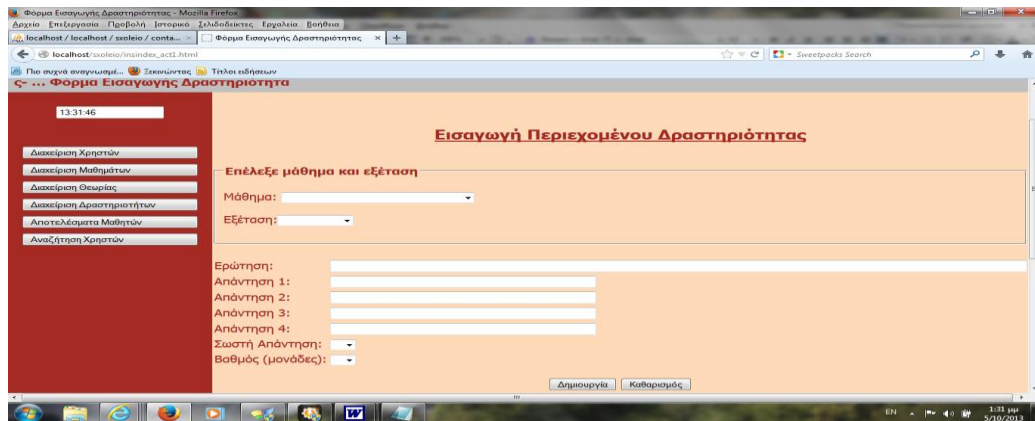 Φόρμα Εισαγωγής Δραστηριότητας - Mozilla Firefox
Αρχείο Επεξεργασία Προβολή Ιστορικό Σελιδοδείκτες Εργαλεία Βοήθεια
localhost / localhost / sxoleio / conta... × Φόρμα Εισαγωγής Δραστηριότητας × +
localhost/sxoleio/insindex_act1.html Sweetpacks Search
Πιο συχνά αναγνωσμέ... Ξεκινώντας Τίτλοι ειδήσεων
ς- ... Φόρμα Εισαγωγής Δραστηριότητα
13:31:46
Διαχείριση Χρηστών
Διαχείριση Μαθημάτων
Διαχείριση Θεωρίας
Διαχείριση Δραστηριοτήτων
Αποτελέσματα Μαθητών
Αναζήτηση Χρηστών
Εισαγωγή Περιεχομένου Δραστηριότητας
Επέλεξε μάθημα και εξέταση
Μάθημα:
Εξέταση:
Ερώτηση:
Απάντηση 1:
Απάντηση 2:
Απάντηση 3:
Απάντηση 4:
Σωστή Απάντηση:
Βαθμός (μονάδες):
Δημιουργία Καθαρισμός
EN 1:31 μμ
5/10/2013